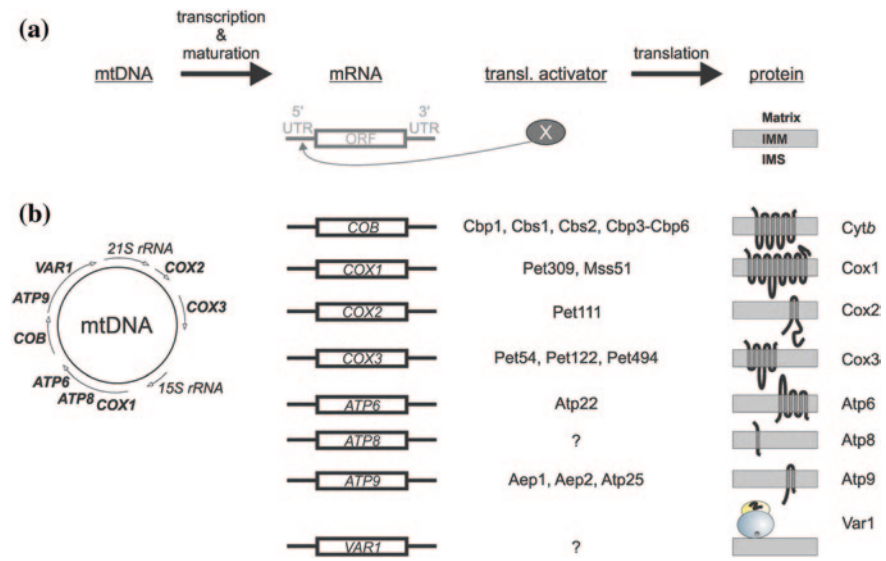 (a)
transcription
&
maturation
mtDNA
mRNA
transl. activator
translation
protein
5'
UTR
ORF
3'
UTR
X
Matrix
IMM
IMS
(b)
mtDNA
21S rRNA
COX2
COX3
15S rRNA
COX1
ATP8
ATP6
COB
ATP9
VAR1
COB Cbp1, Cbs1, Cbs2, Cbp3-Cbp6 Cytb
COX1 Pet309, Mss51 Cox1
COX2 Pet111 Cox2
COX3 Pet54, Pet122, Pet494 Cox3
ATP6 Atp22 Atp6
ATP8 ? Atp8
ATP9 Aep1, Aep2, Atp25 Atp9
VAR1 ? Var1